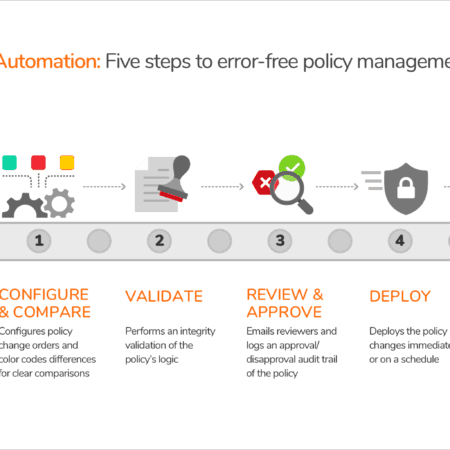 Automation: Five steps to error-free policy manageme
1 2 3 4
CONFIGURE
& COMPARE
Configures policy
change orders and
color codes differences
for clear comparisons
VALIDATE
Performs an integrity
validation of the
policy's logic
REVIEW &
APPROVE
Emails reviewers and
logs an approval/
disapproval audit trail
of the policy
DEPLOY
Deploys the policy
changes immediate
or on a schedule